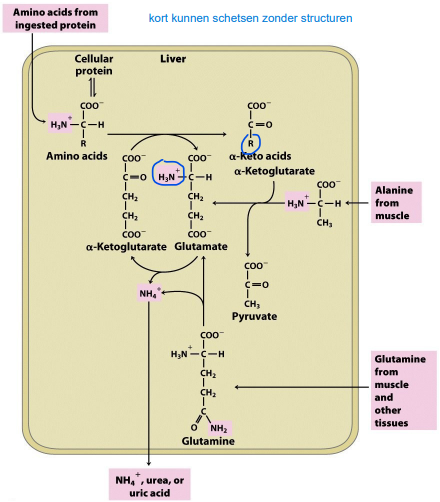 Amino acids from
ingested protein
kort kunnen schetsen zonder structuren
Cellular
protein
Liver
COO⁻
H₃N⁺—C—H
R
Amino acids
COO⁻
C=O
R
α-Keto acids
α-Ketoglutarate
COO⁻
C=O
CH₂
CH₂
COO⁻
α-Ketoglutarate
COO⁻
H₃N⁺—C—H
CH₂
CH₂
COO⁻
Glutamate
COO⁻
H₃N⁺—C—H
CH₃
Alanine
from
muscle
COO⁻
C=O
CH₃
Pyruvate
NH₄⁺
COO⁻
H₃N⁺—C—H
CH₂
CH₂
C
O NH₂
Glutamine
Glutamine
from
muscle
and
other
tissues
NH₄⁺, urea, or
uric acid